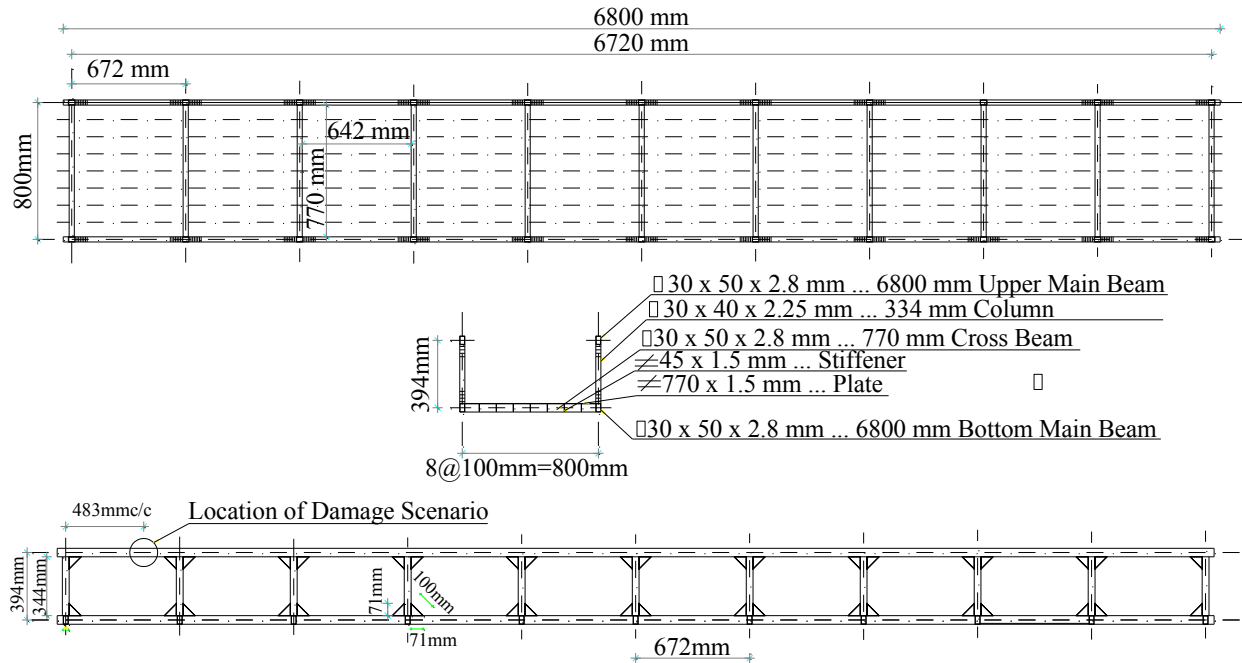 6800 mm
6720 mm
672 mm
642 mm
800mm
770 mm
▯30 x 50 x 2.8 mm ... 6800 mm Upper Main Beam
▯30 x 40 x 2.25 mm ... 334 mm Column
▯30 x 50 x 2.8 mm ... 770 mm Cross Beam
45 x 1.5 mm ... Stiffener
770 x 1.5 mm ... Plate ▯
▯30 x 50 x 2.8 mm ... 6800 mm Bottom Main Beam
394mm
8@100mm=800mm
483mmc/c
Location of Damage Scenario
394mm
344mm
71mm
100mm
71mm
672mm